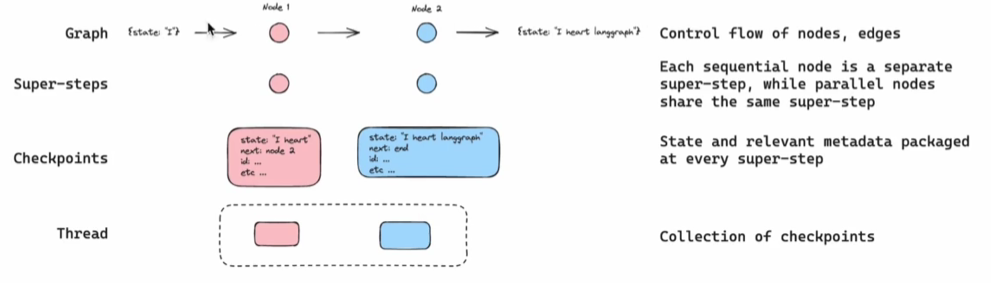 Node 1
Node 2
Graph
{state: "I"}
{state: "I heart langgraph"}
Control flow of nodes, edges
Super-steps
Each sequential node is a separate
super-step, while parallel nodes
share the same super-step
Checkpoints
state: "I heart"
next: node 2
id: ...
etc ...
state: "I heart langgraph"
next: end
id: ...
etc ...
State and relevant metadata packaged
at every super-step
Thread
Collection of checkpoints